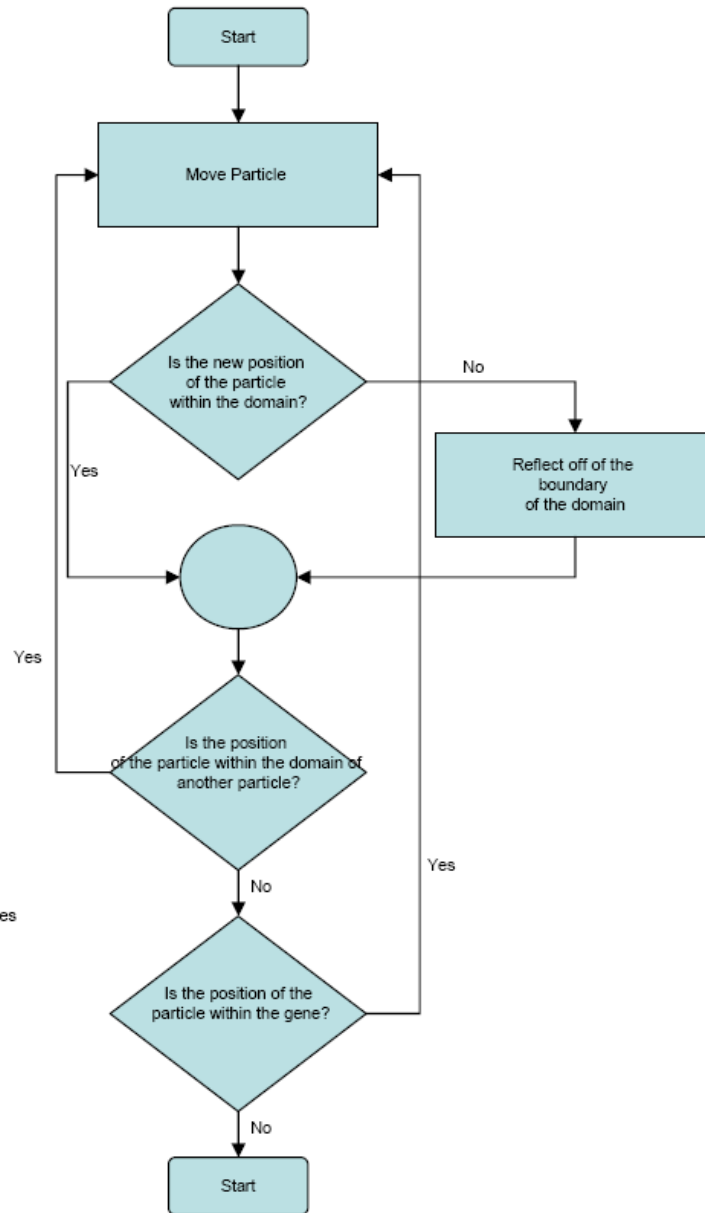 Start
Move Particle
Is the new position
of the particle
within the domain?
No
Reflect off of the
boundary
of the domain
Yes
Yes
Is the position
of the particle within the domain of
another particle?
No
Yes
es
Is the position of the
particle within the gene?
No
Start